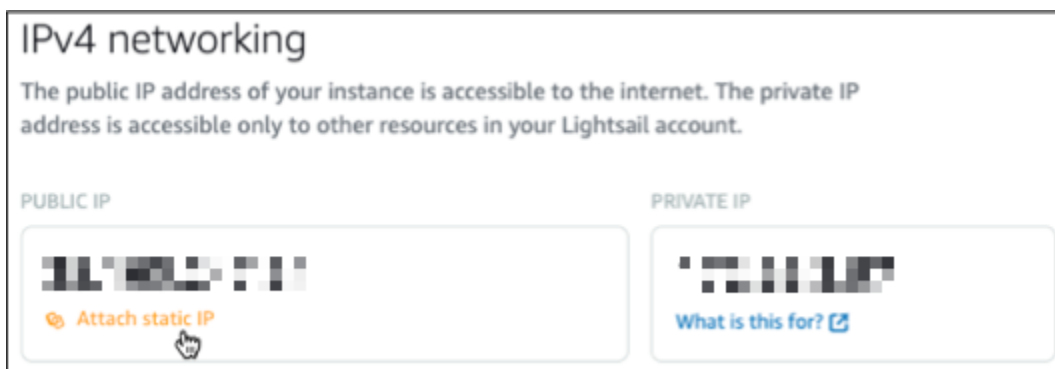 IPv4 networking
The public IP address of your instance is accessible to the internet. The private IP
address is accessible only to other resources in your Lightsail account.
PUBLIC IP
PRIVATE IP
Attach static IP
What is this for?